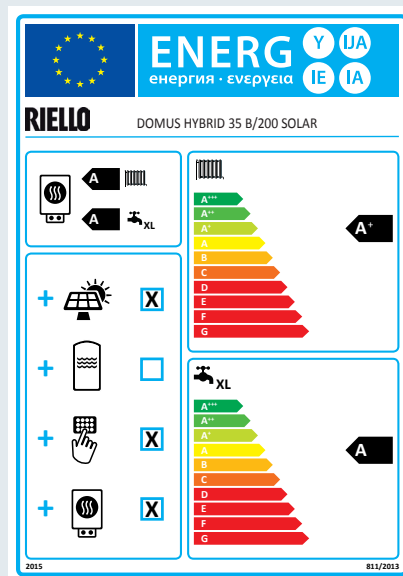 ENERG Y IJA
енергия · ενεργεια IE IA
RIELLO DOMUS HYBRID 35 B/200 SOLAR
A
A XL
+ X
+
+ X
+ X
A+++
A++
A+
A
B
C
D
E
F
G
A+
XL
A+++
A++
A+
A
B
C
D
E
F
G
A
2015 811/2013